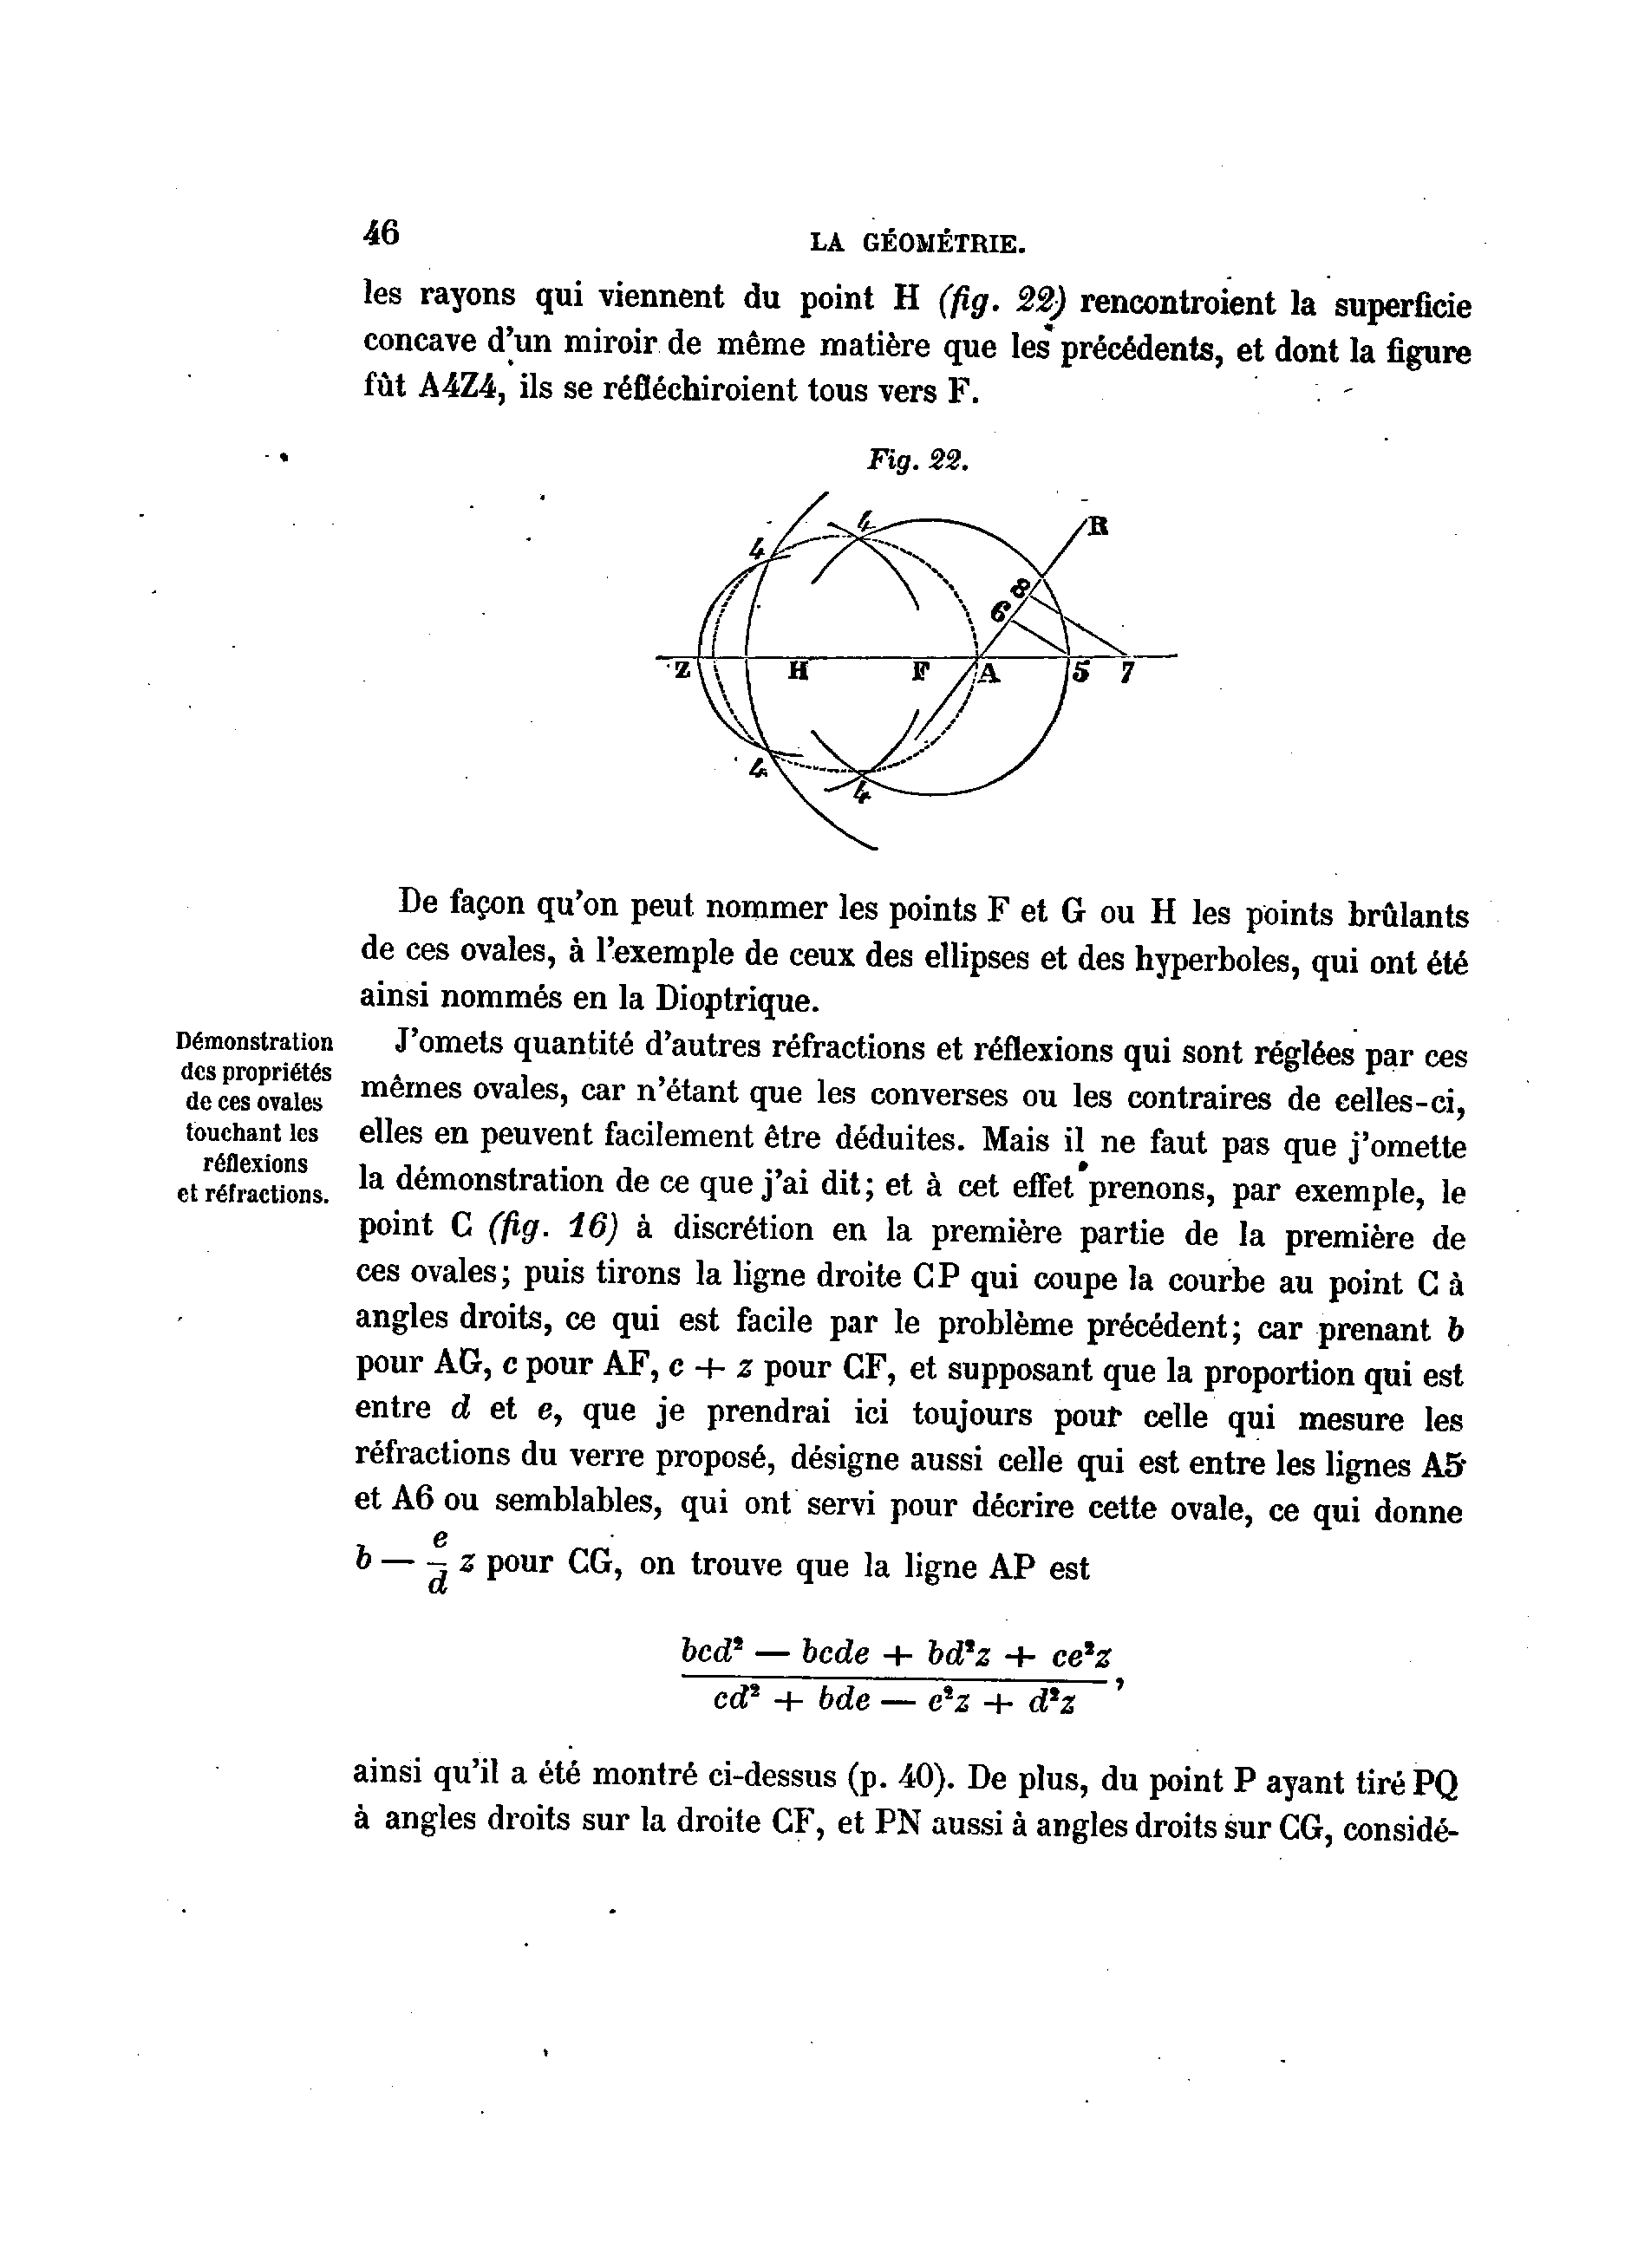 46
LA GÉOMÉTRIE.
les rayons qui viennent du point H (fig. 22) rencontroient la superficie
concave d'un miroir de même matière que les précédents, et dont la figure
fût A4Z4, ils se réfléchiroient tous vers F.
Fig. 22.
4
R
4
8
6
Z H F A 5 7
4
4
De façon qu'on peut nommer les points F et G ou H les points brûlants
de ces ovales, à l'exemple de ceux des ellipses et des hyperboles, qui ont été
ainsi nommés en la Dioptrique.
Démonstration
des propriétés
de ces ovales
touchant les
réflexions
et réfractions.
J'omets quantité d'autres réfractions et réflexions qui sont réglées par ces
mêmes ovales, car n'étant que les converses ou les contraires de celles-ci,
elles en peuvent facilement être déduites. Mais il ne faut pas que j'omette
la démonstration de ce que j'ai dit; et à cet effet prenons, par exemple, le
point C (fig. 16) à discrétion en la première partie de la première de
ces ovales; puis tirons la ligne droite CP qui coupe la courbe au point C à
angles droits, ce qui est facile par le problème précédent; car prenant b
pour AG, c pour AF, c + z pour CF, et supposant que la proportion qui est
entre d et e, que je prendrai ici toujours pour celle qui mesure les
réfractions du verre proposé, désigne aussi celle qui est entre les lignes A5
et A6 ou semblables, qui ont servi pour décrire cette ovale, ce qui donne
b — e/d z pour CG, on trouve que la ligne AP est
bcd² — bcde + bd²z + ce²z
cd² + bde — e²z + d²z ,
ainsi qu'il a été montré ci-dessus (p. 40). De plus, du point P ayant tiré PQ
à angles droits sur la droite CF, et PN aussi à angles droits sur CG, considé-